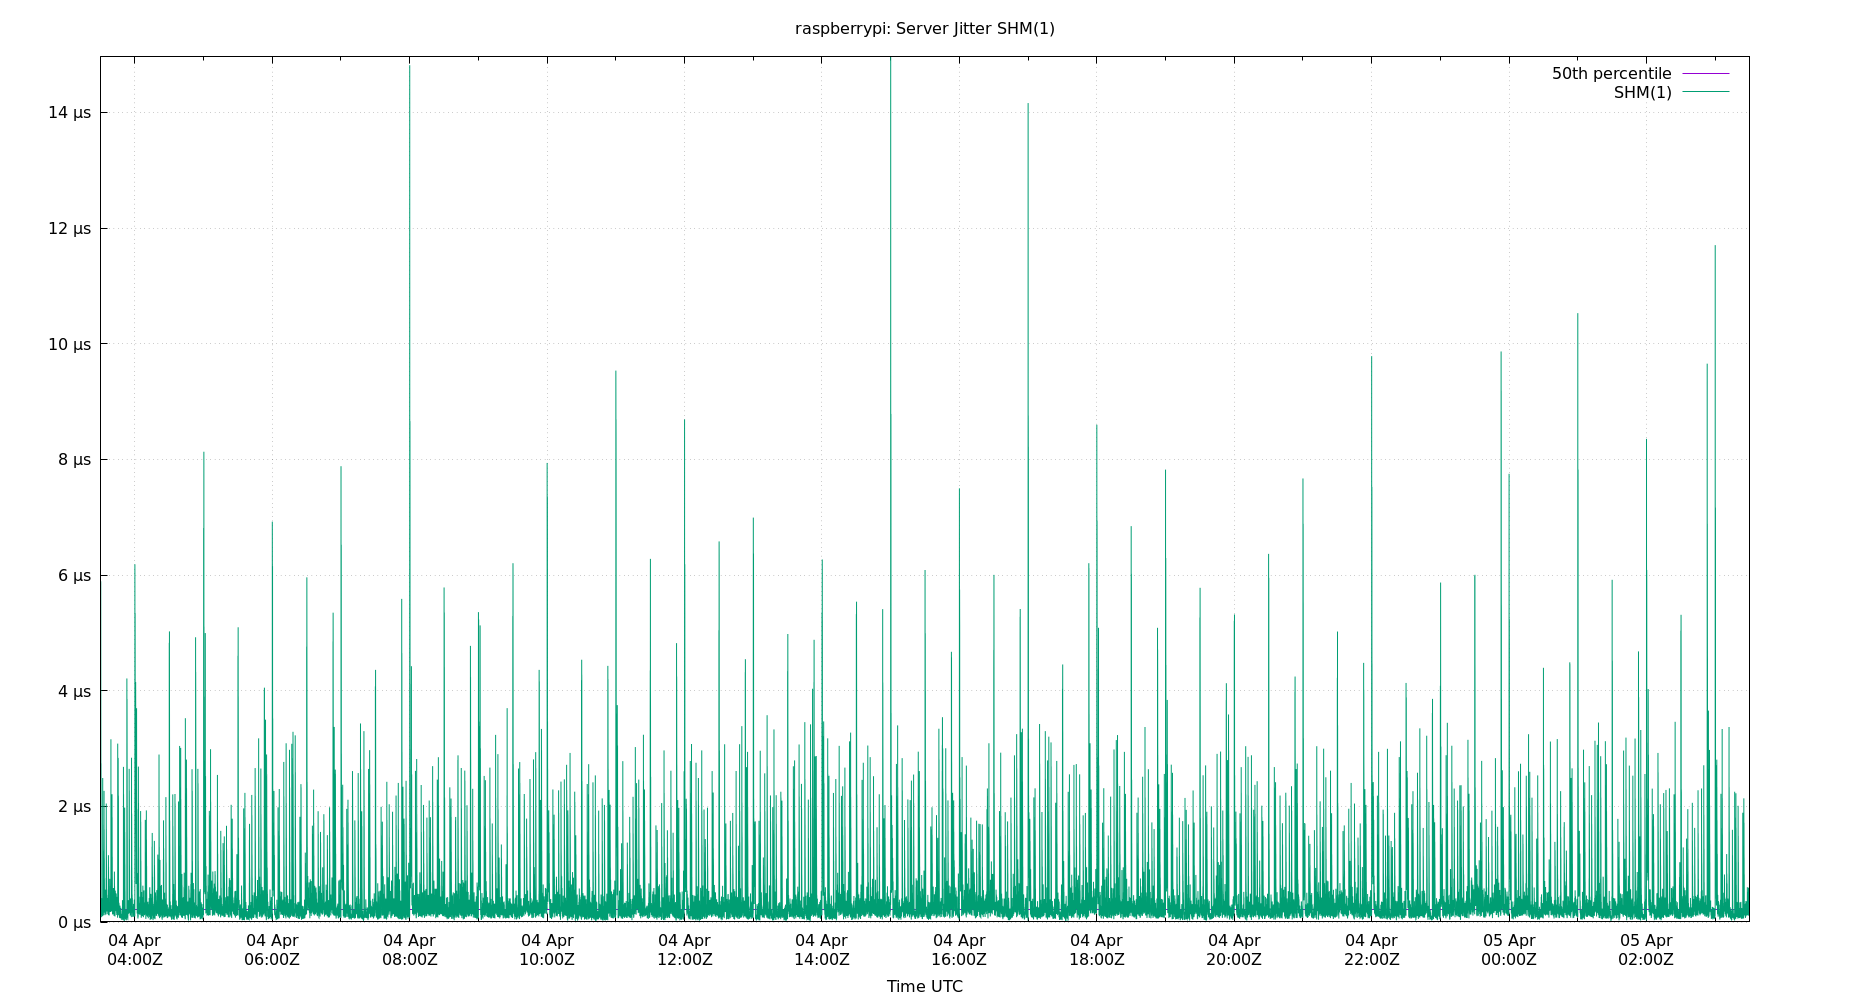 raspberrypi: Server Jitter SHM(1)
50th percentile
SHM(1)
14 µs
12 µs
10 µs
8 µs
6 µs
4 µs
2 µs
0 µs
04 Apr 04 Apr 04 Apr 04 Apr 04 Apr 04 Apr 04 Apr 04 Apr 04 Apr 04 Apr 05 Apr 05 Apr
04:00Z 06:00Z 08:00Z 10:00Z 12:00Z 14:00Z 16:00Z 18:00Z 20:00Z 22:00Z 00:00Z 02:00Z
Time UTC